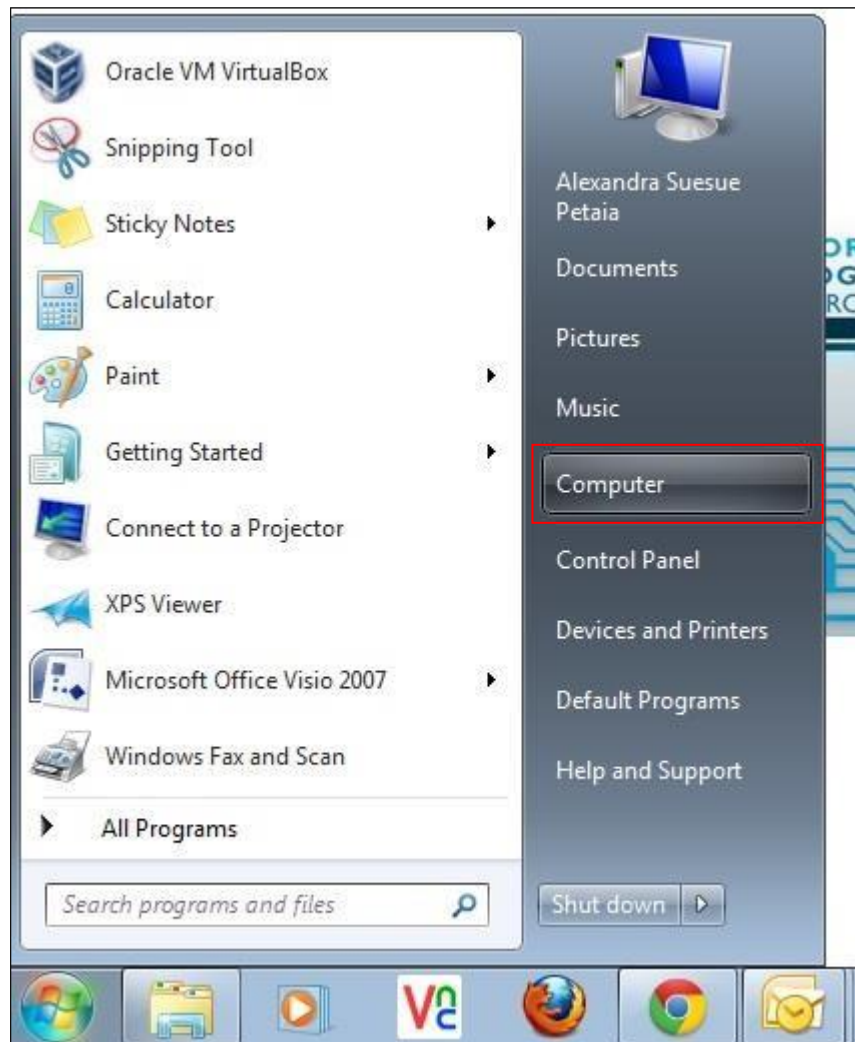 Oracle VM VirtualBox
Snipping Tool
Sticky Notes
Calculator
Paint
Getting Started
Connect to a Projector
XPS Viewer
Microsoft Office Visio 2007
Windows Fax and Scan
All Programs
Search programs and files
Alexandra Suesue
Petaia
Documents
Pictures
Music
Computer
Control Panel
Devices and Printers
Default Programs
Help and Support
Shut down
VNC